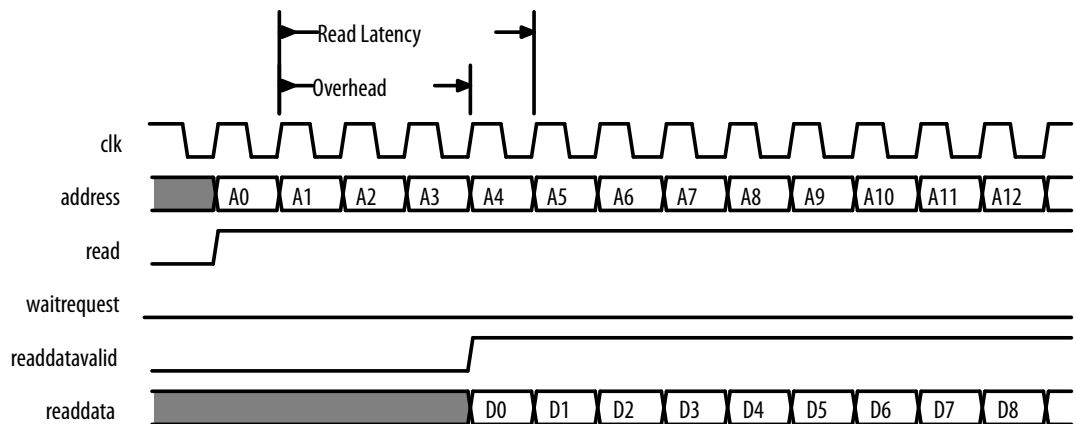 Read Latency
Overhead
clk
address A0 A1 A2 A3 A4 A5 A6 A7 A8 A9 A10 A11 A12
read
waitrequest
readdatavalid
readdata D0 D1 D2 D3 D4 D5 D6 D7 D8